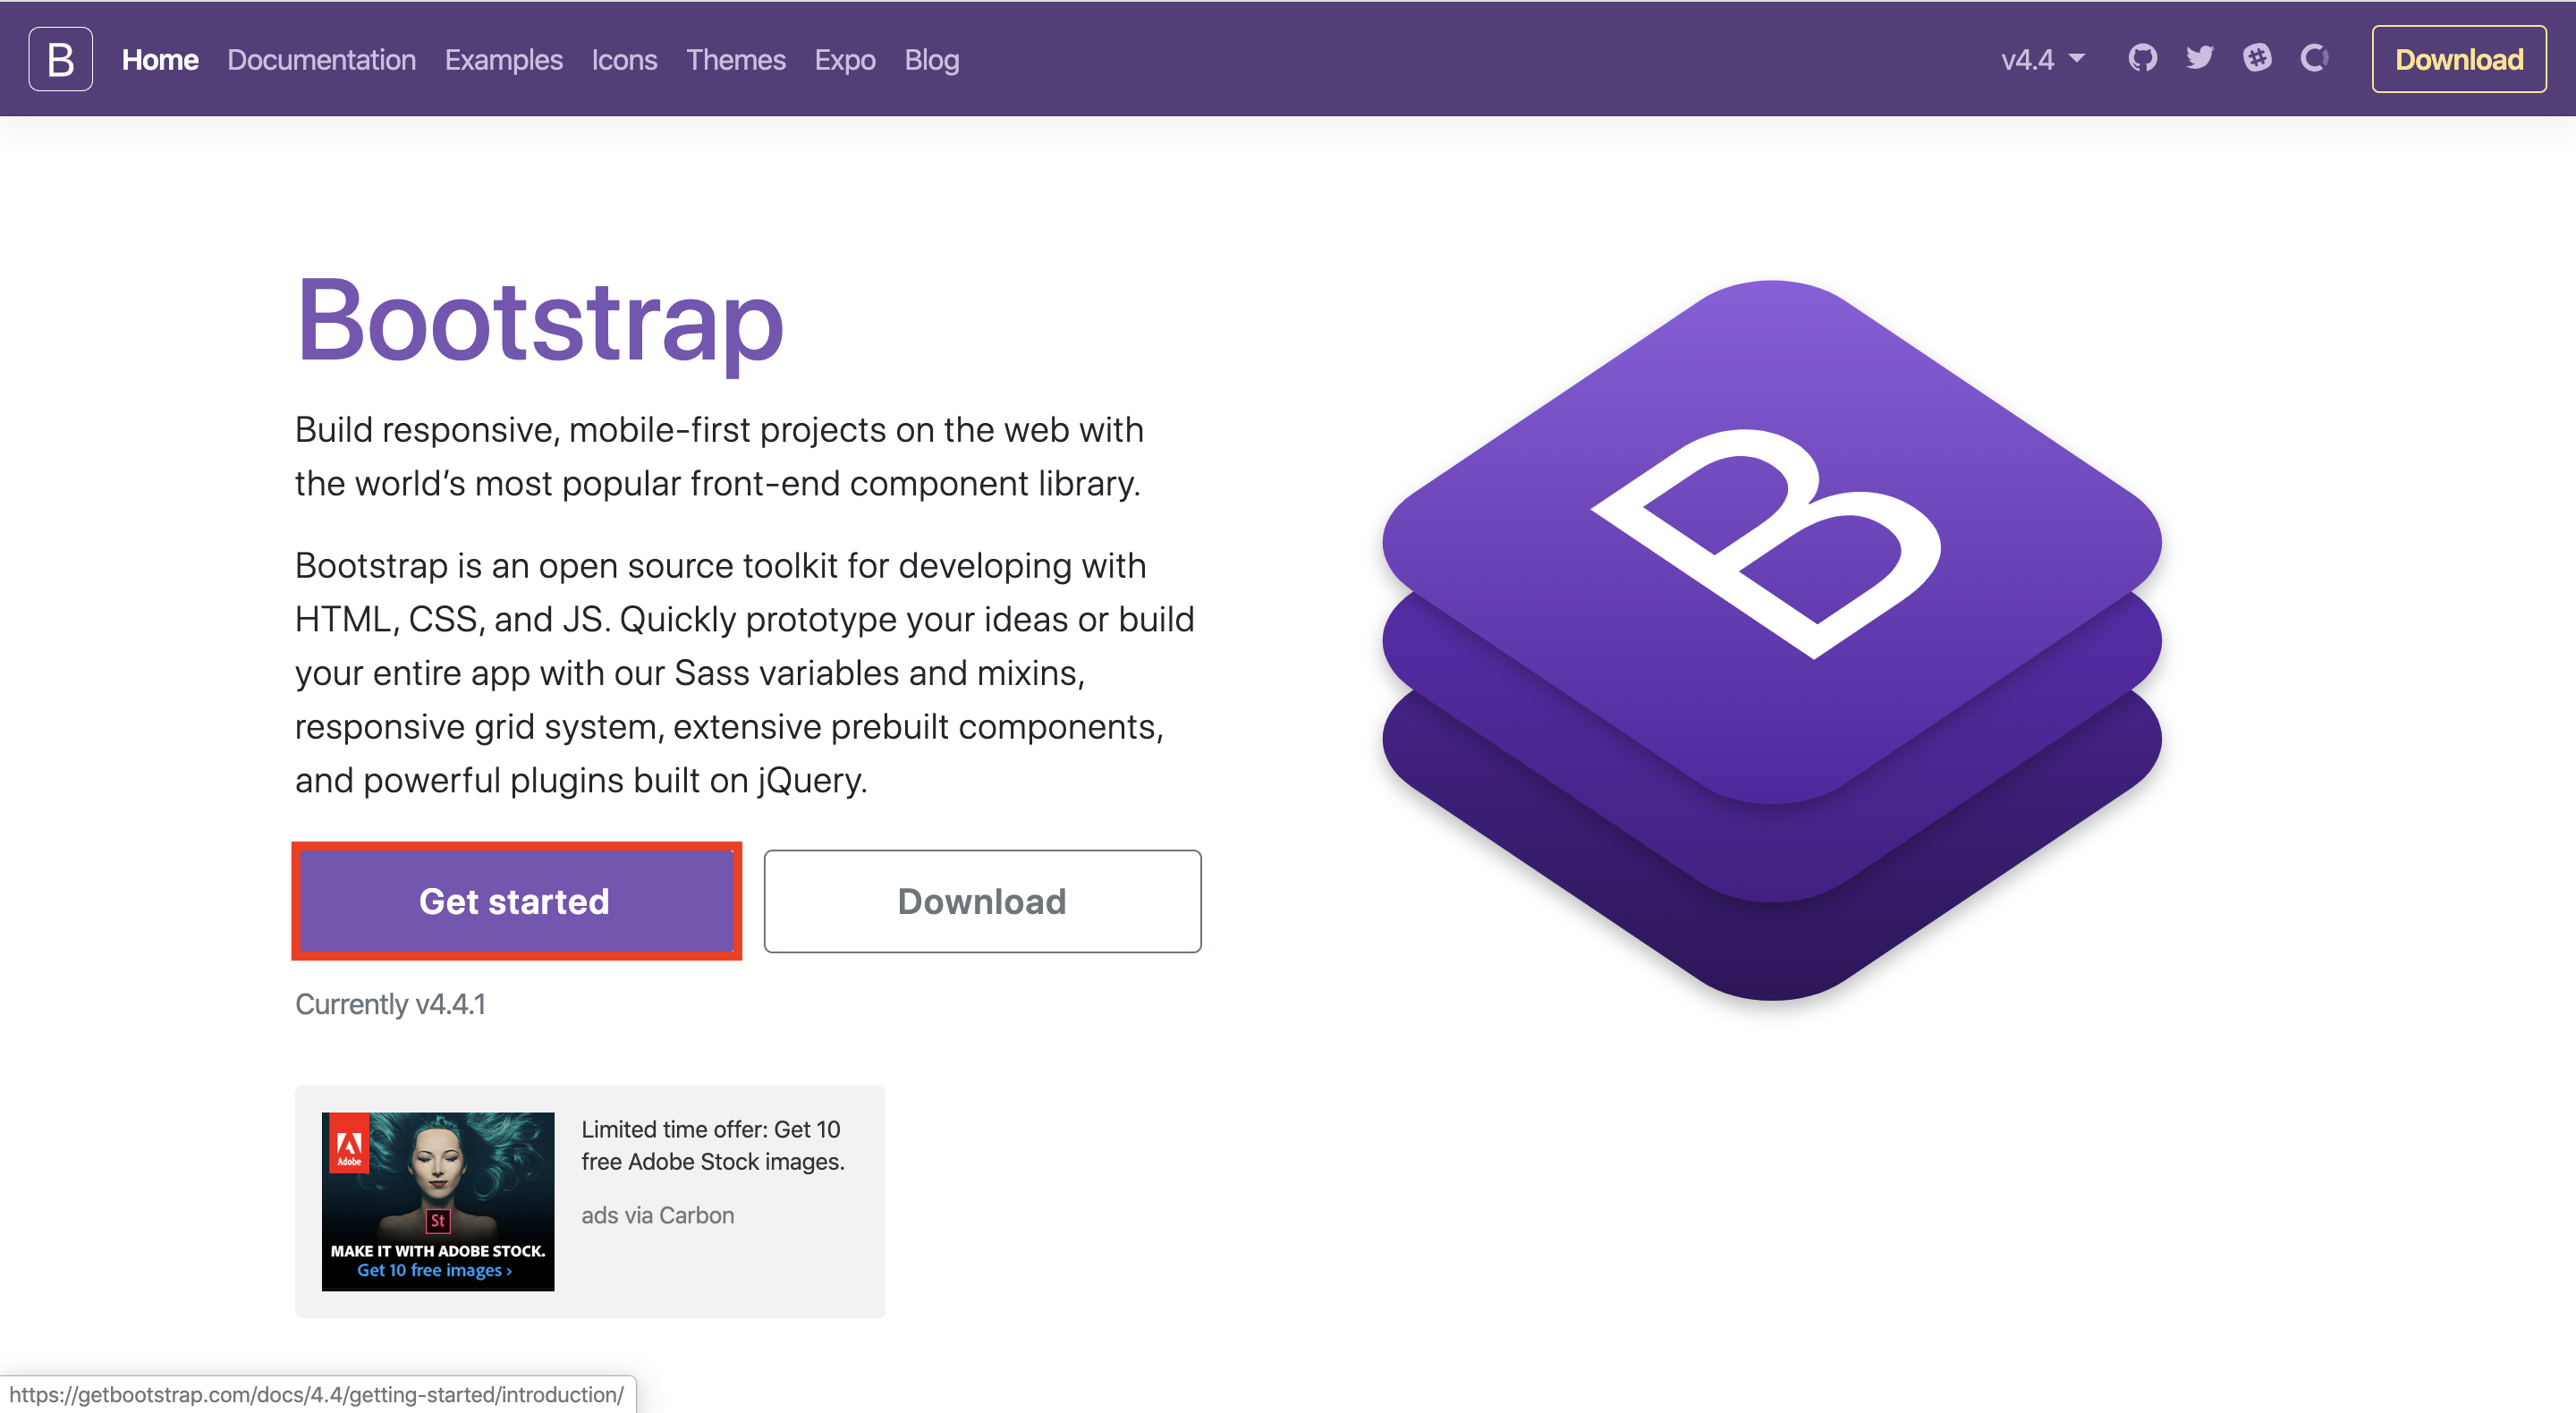 B Home Documentation Examples Icons Themes Expo Blog v4.4 Download
Bootstrap
Build responsive, mobile-first projects on the web with
the world’s most popular front-end component library.
Bootstrap is an open source toolkit for developing with
HTML, CSS, and JS. Quickly prototype your ideas or build
your entire app with our Sass variables and mixins,
responsive grid system, extensive prebuilt components,
and powerful plugins built on jQuery.
Get started Download
Currently v4.4.1
B
Adobe
St
MAKE IT WITH ADOBE STOCK.
Get 10 free images ›
Limited time offer: Get 10
free Adobe Stock images.
ads via Carbon
https://getbootstrap.com/docs/4.4/getting-started/introduction/